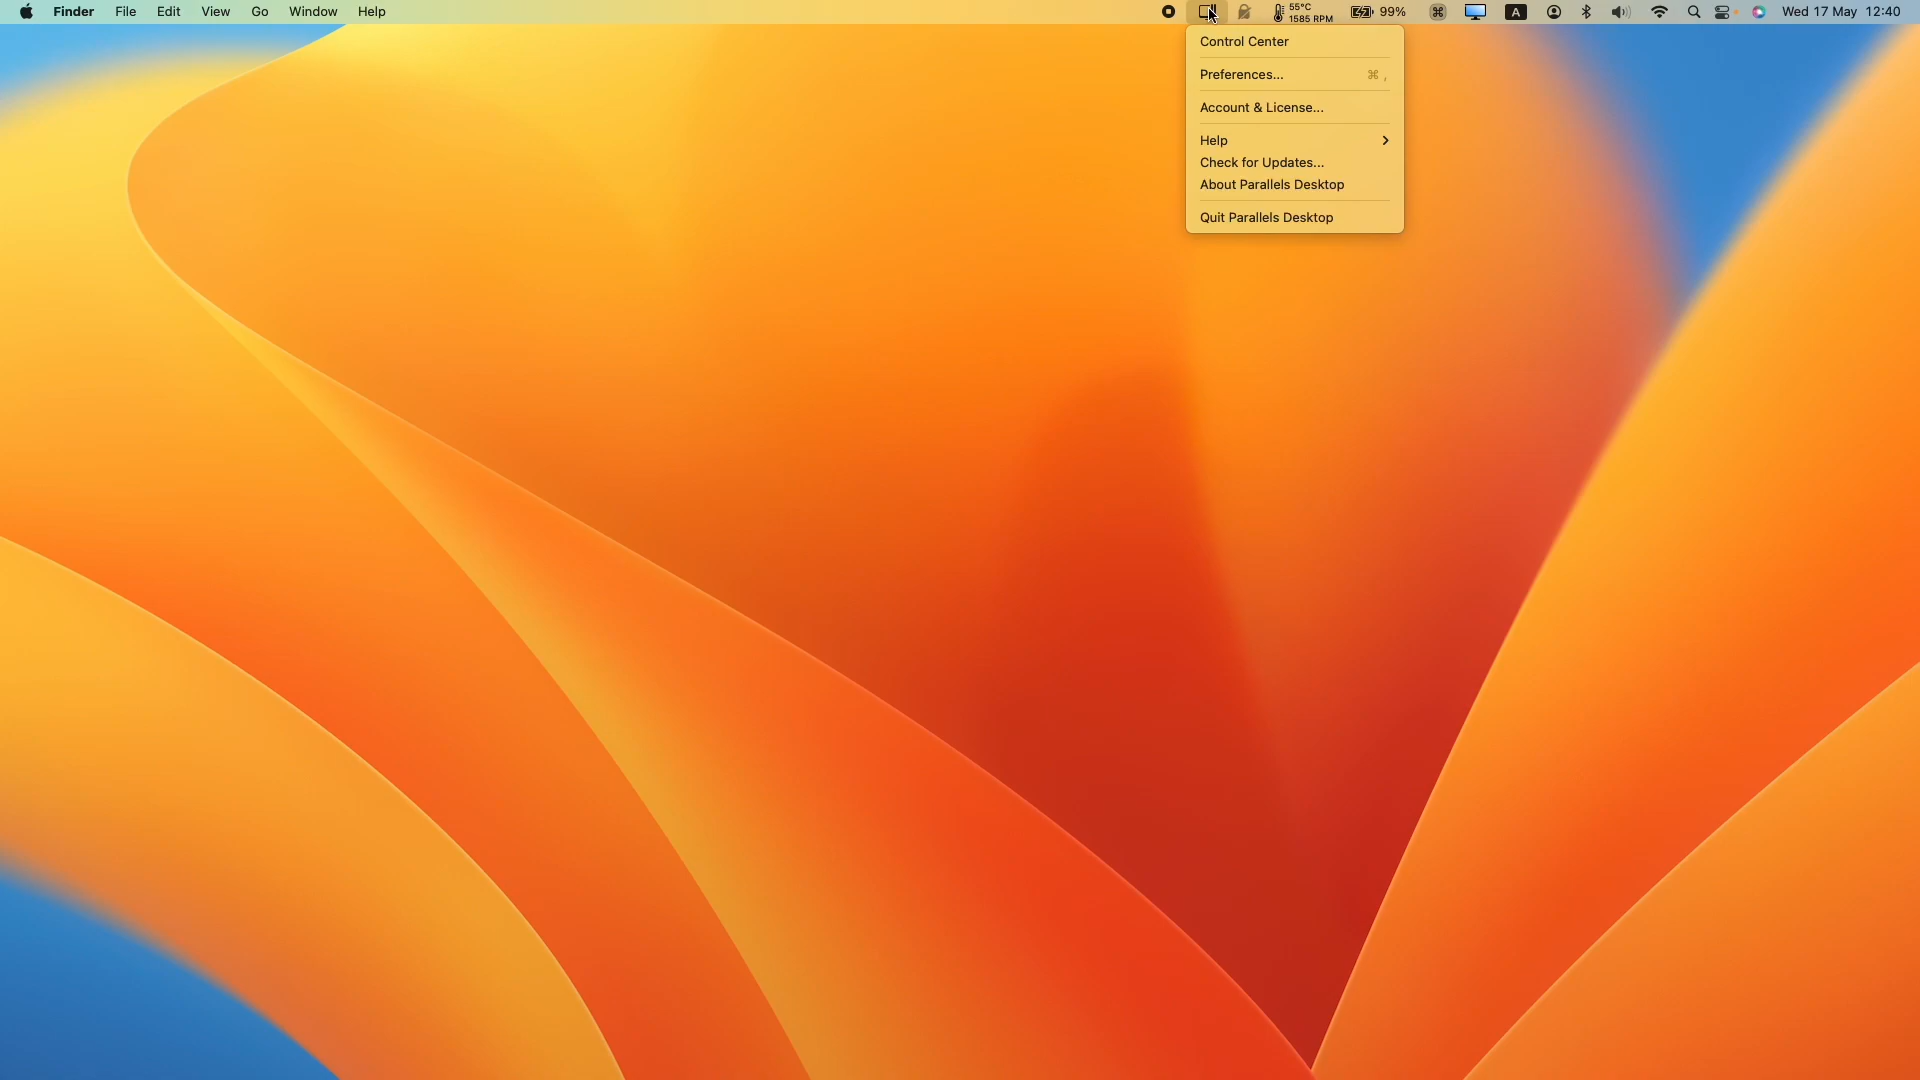 Finder File Edit View Go Window Help 55°C 1585 RPM 99% ⌘ A Wed 17 May 12:40
Control Center
Preferences... ⌘ ,
Account & License...
Help
Check for Updates...
About Parallels Desktop
Quit Parallels Desktop